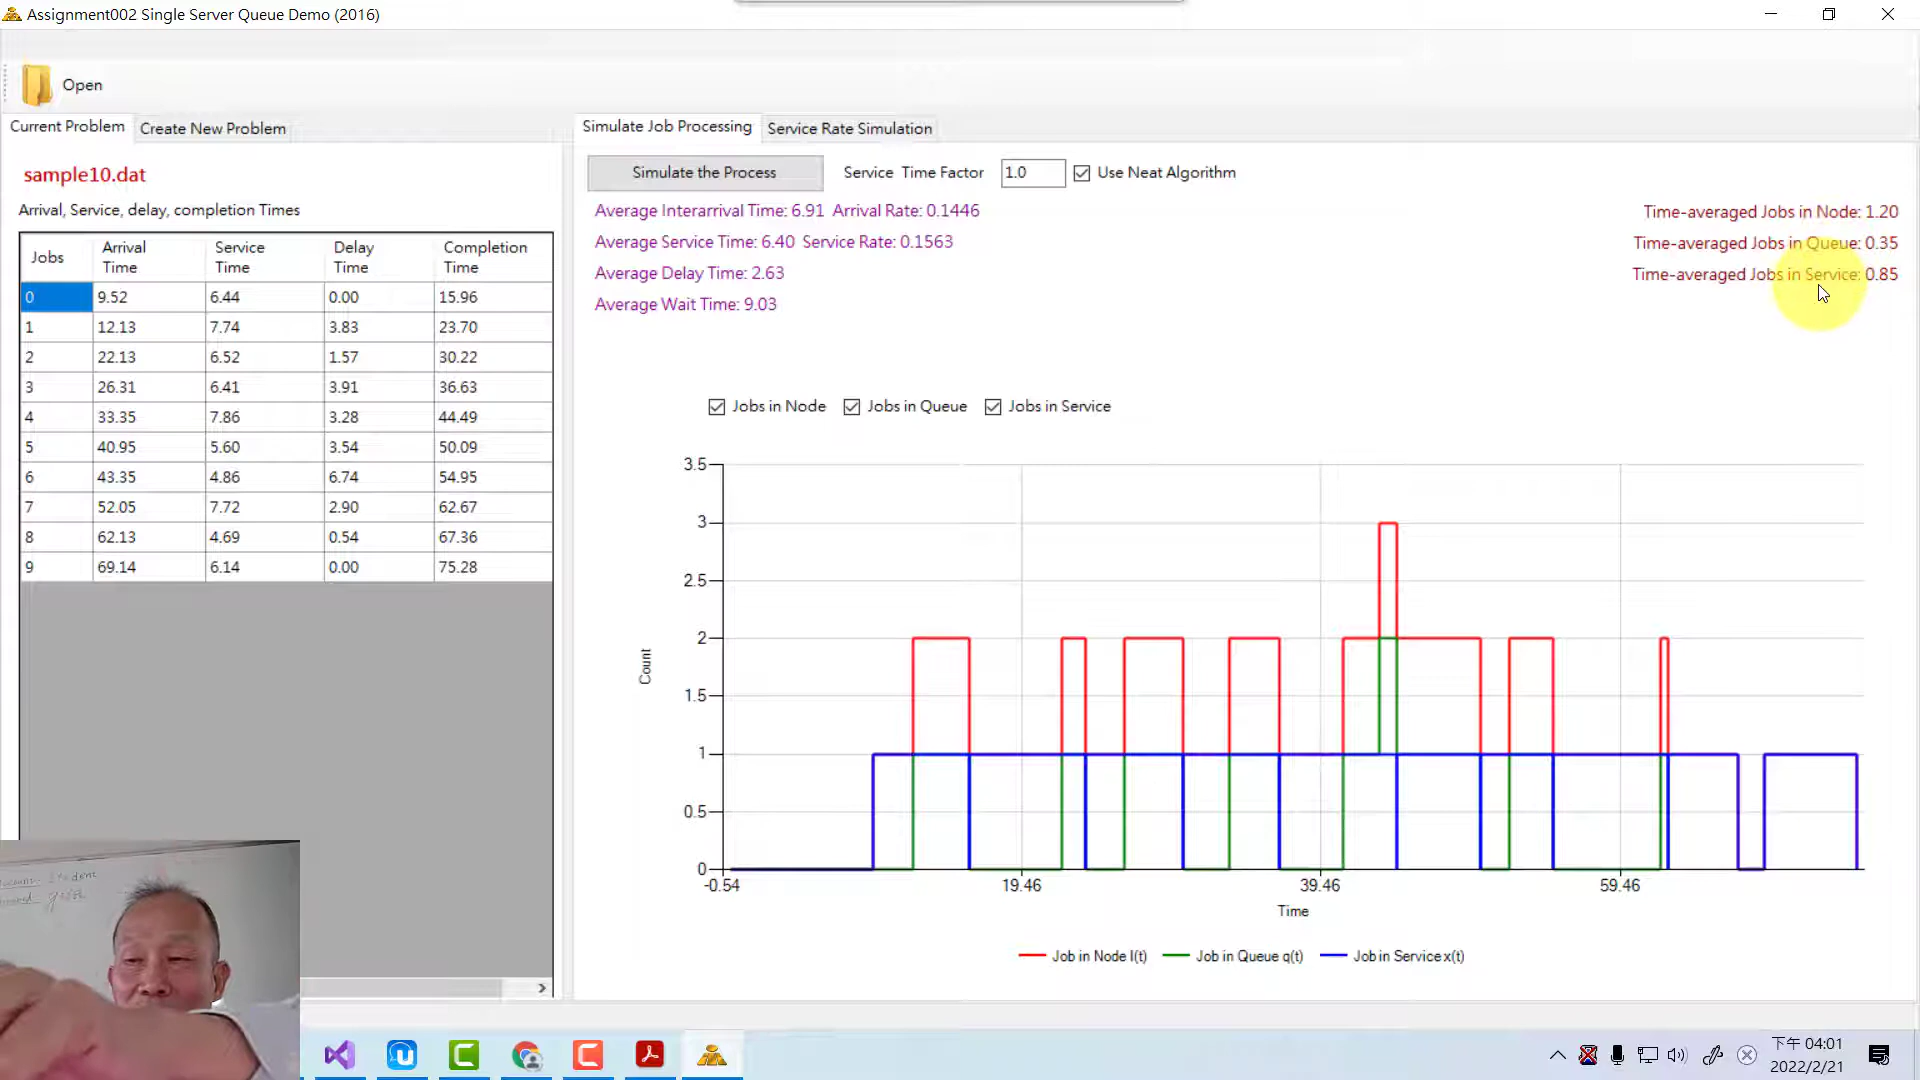 Assignment002 Single Server Queue Demo (2016)
Open
Current Problem
Create New Problem
sample10.dat
Arrival, Service, delay, completion Times
Jobs Arrival Time Service Time Delay Time Completion Time
0 9.52 6.44 0.00 15.96
1 12.13 7.74 3.83 23.70
2 22.13 6.52 1.57 30.22
3 26.31 6.41 3.91 36.63
4 33.35 7.86 3.28 44.49
5 40.95 5.60 3.54 50.09
6 43.35 4.86 6.74 54.95
7 52.05 7.72 2.90 62.67
8 62.13 4.69 0.54 67.36
9 69.14 6.14 0.00 75.28
Simulate Job Processing
Service Rate Simulation
Simulate the Process
Service Time Factor 1.0
Use Neat Algorithm
Average Interarrival Time: 6.91 Arrival Rate: 0.1446
Average Service Time: 6.40 Service Rate: 0.1563
Average Delay Time: 2.63
Average Wait Time: 9.03
Time-averaged Jobs in Node: 1.20
Time-averaged Jobs in Queue: 0.35
Time-averaged Jobs in Service: 0.85
Jobs in Node
Jobs in Queue
Jobs in Service
3.5
3
2.5
2
1.5
1
0.5
0
Count
-0.54
19.46
39.46
59.46
Time
Job in Node l(t)
Job in Queue q(t)
Job in Service x(t)
下午 04:01
2022/2/21